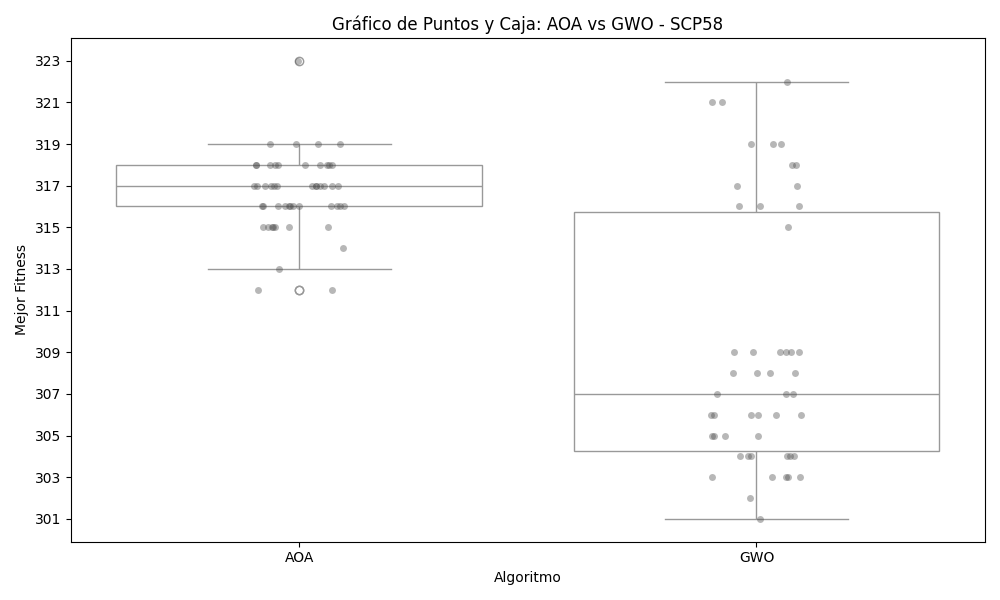 Gráfico de Puntos y Caja: AOA vs GWO - SCP58
Mejor Fitness
323
321
319
317
315
313
311
309
307
305
303
301
AOA
GWO
Algoritmo